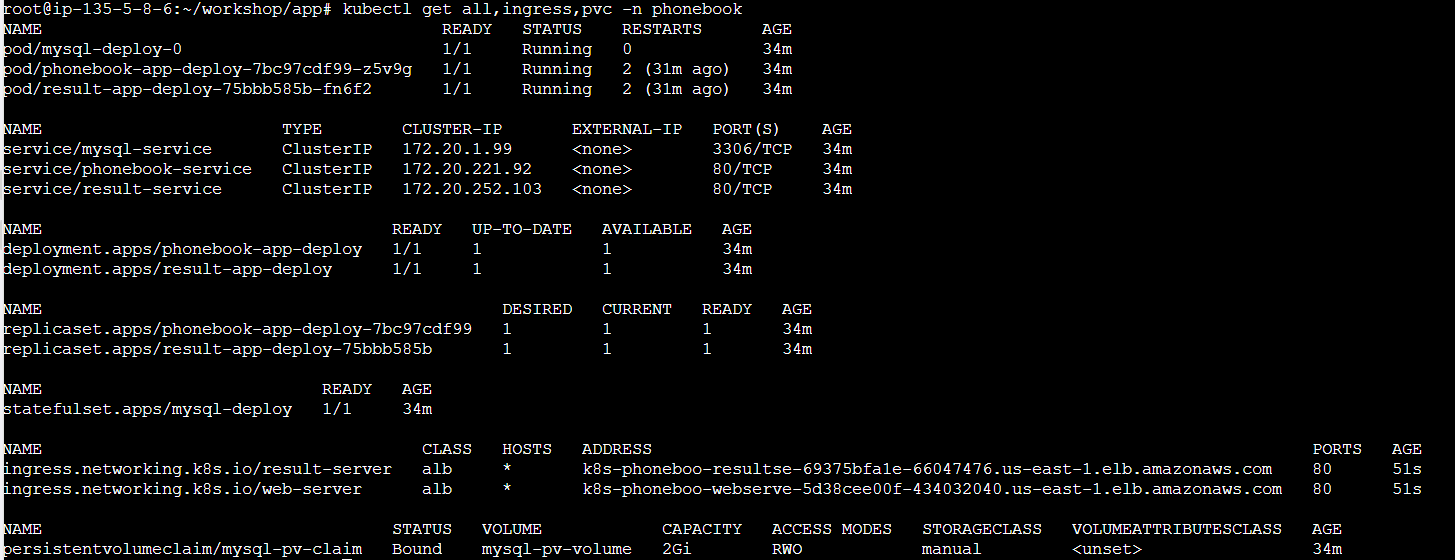 root@ip-135-5-8-6:~/workshop/app# kubectl get all,ingress,pvc -n phonebook
NAME READY STATUS RESTARTS AGE
pod/mysql-deploy-0 1/1 Running 0 34m
pod/phonebook-app-deploy-7bc97cdf99-z5v9g 1/1 Running 2 (31m ago) 34m
pod/result-app-deploy-75bbb585b-fn6f2 1/1 Running 2 (31m ago) 34m
NAME TYPE CLUSTER-IP EXTERNAL-IP PORT(S) AGE
service/mysql-service ClusterIP 172.20.1.99 <none> 3306/TCP 34m
service/phonebook-service ClusterIP 172.20.221.92 <none> 80/TCP 34m
service/result-service ClusterIP 172.20.252.103 <none> 80/TCP 34m
NAME READY UP-TO-DATE AVAILABLE AGE
deployment.apps/phonebook-app-deploy 1/1 1 1 34m
deployment.apps/result-app-deploy 1/1 1 1 34m
NAME DESIRED CURRENT READY AGE
replicaset.apps/phonebook-app-deploy-7bc97cdf99 1 1 1 34m
replicaset.apps/result-app-deploy-75bbb585b 1 1 1 34m
NAME READY AGE
statefulset.apps/mysql-deploy 1/1 34m
NAME CLASS HOSTS ADDRESS PORTS AGE
ingress.networking.k8s.io/result-server alb * k8s-phoneboo-resultse-69375bfa1e-66047476.us-east-1.elb.amazonaws.com 80 51s
ingress.networking.k8s.io/web-server alb * k8s-phoneboo-webserve-5d38cee00f-434032040.us-east-1.elb.amazonaws.com 80 51s
NAME STATUS VOLUME CAPACITY ACCESS MODES STORAGECLASS VOLUMEATTRIBUTESCLASS AGE
persistentvolumeclaim/mysql-pv-claim Bound mysql-pv-volume 2Gi RWO manual <unset> 34m